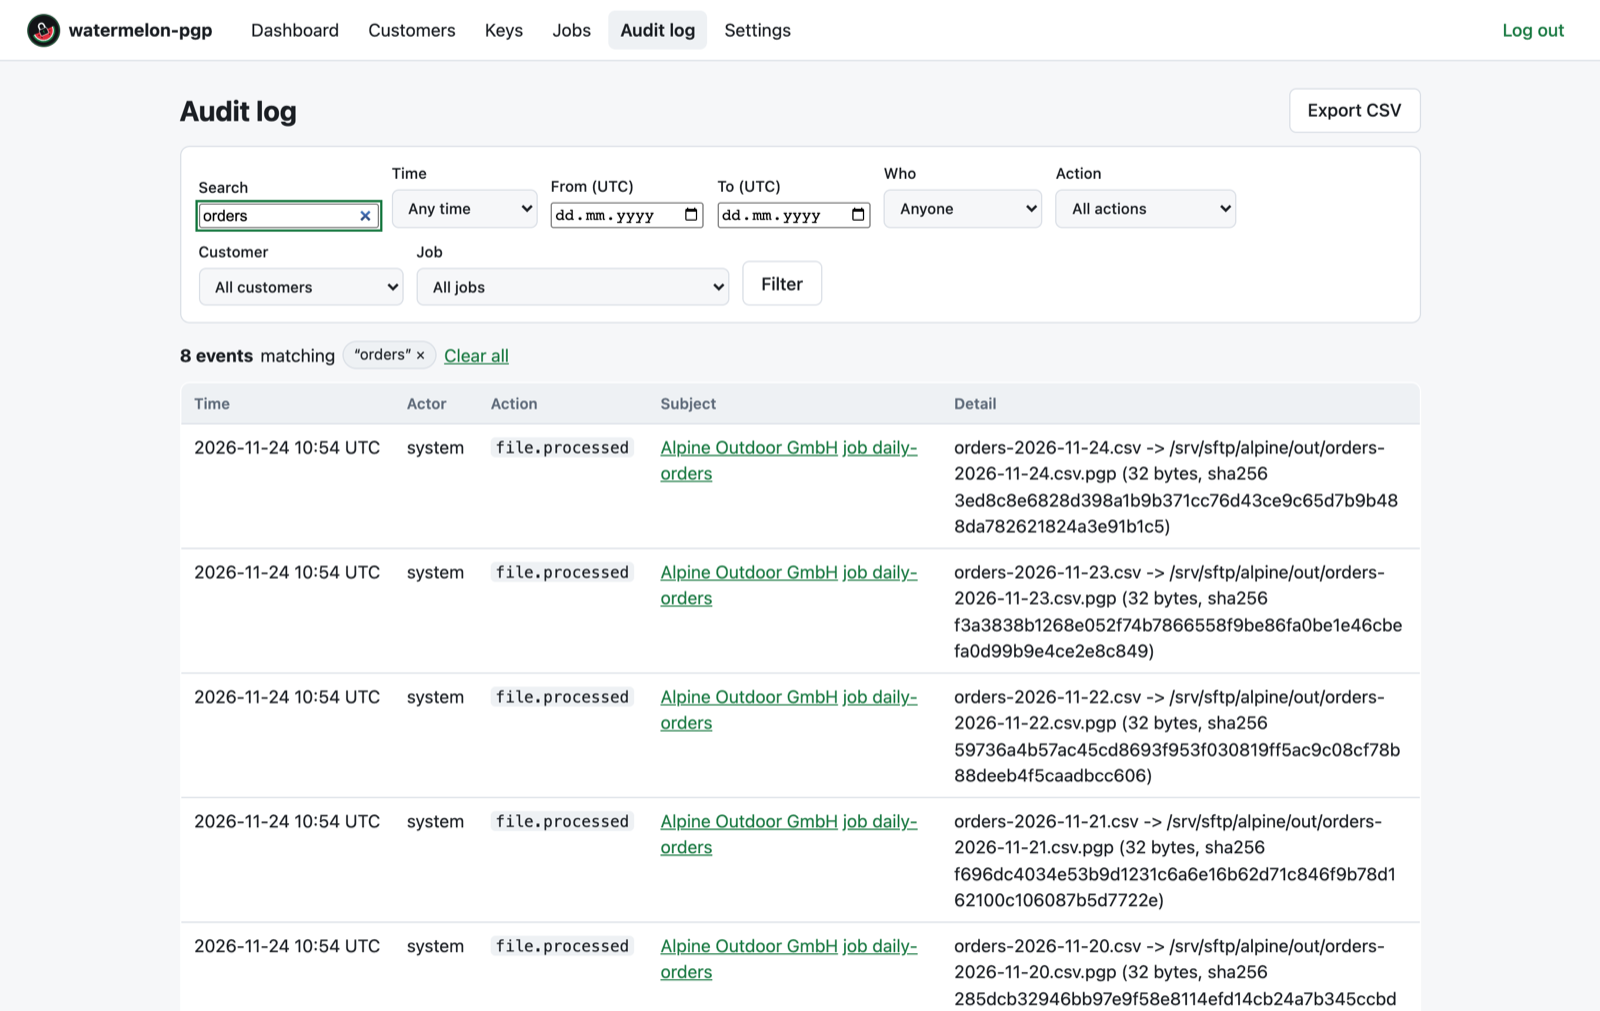 watermelon-pgp Dashboard Customers Keys Jobs Audit log Settings Log out
Audit log Export CSV
Search Time From (UTC) To (UTC) Who Action
orders × Any time dd.mm.yyyy dd.mm.yyyy Anyone All actions
Customer Job
All customers All jobs Filter
8 events matching “orders” × Clear all
Time Actor Action Subject Detail
2026-11-24 10:54 UTC system file.processed Alpine Outdoor GmbH job daily- orders-2026-11-24.csv -> /srv/sftp/alpine/out/orders-
orders 2026-11-24.csv.pgp (32 bytes, sha256
3ed8c8e6828d398a1b9b371cc76d43ce9c65d7b9b48
8da782621824a3e91b1c5)
2026-11-24 10:54 UTC system file.processed Alpine Outdoor GmbH job daily- orders-2026-11-23.csv -> /srv/sftp/alpine/out/orders-
orders 2026-11-23.csv.pgp (32 bytes, sha256
f3a3838b1268e052f74b7866558f9be86fa0be1e46cbe
fa0d99b9e4ce2e8c849)
2026-11-24 10:54 UTC system file.processed Alpine Outdoor GmbH job daily- orders-2026-11-22.csv -> /srv/sftp/alpine/out/orders-
orders 2026-11-22.csv.pgp (32 bytes, sha256
59736a4b57ac45cd8693f953f030819ff5ac9c08cf78b
88deeb4f5caadbcc606)
2026-11-24 10:54 UTC system file.processed Alpine Outdoor GmbH job daily- orders-2026-11-21.csv -> /srv/sftp/alpine/out/orders-
orders 2026-11-21.csv.pgp (32 bytes, sha256
f696dc4034e53b9d1231c6a6e16b62d71c846f9b78d1
62100c106087b5d7722e)
2026-11-24 10:54 UTC system file.processed Alpine Outdoor GmbH job daily- orders-2026-11-20.csv -> /srv/sftp/alpine/out/orders-
orders 2026-11-20.csv.pgp (32 bytes, sha256
285dcb32946bb97e9f58e8114efd14cb24a7b345ccbd